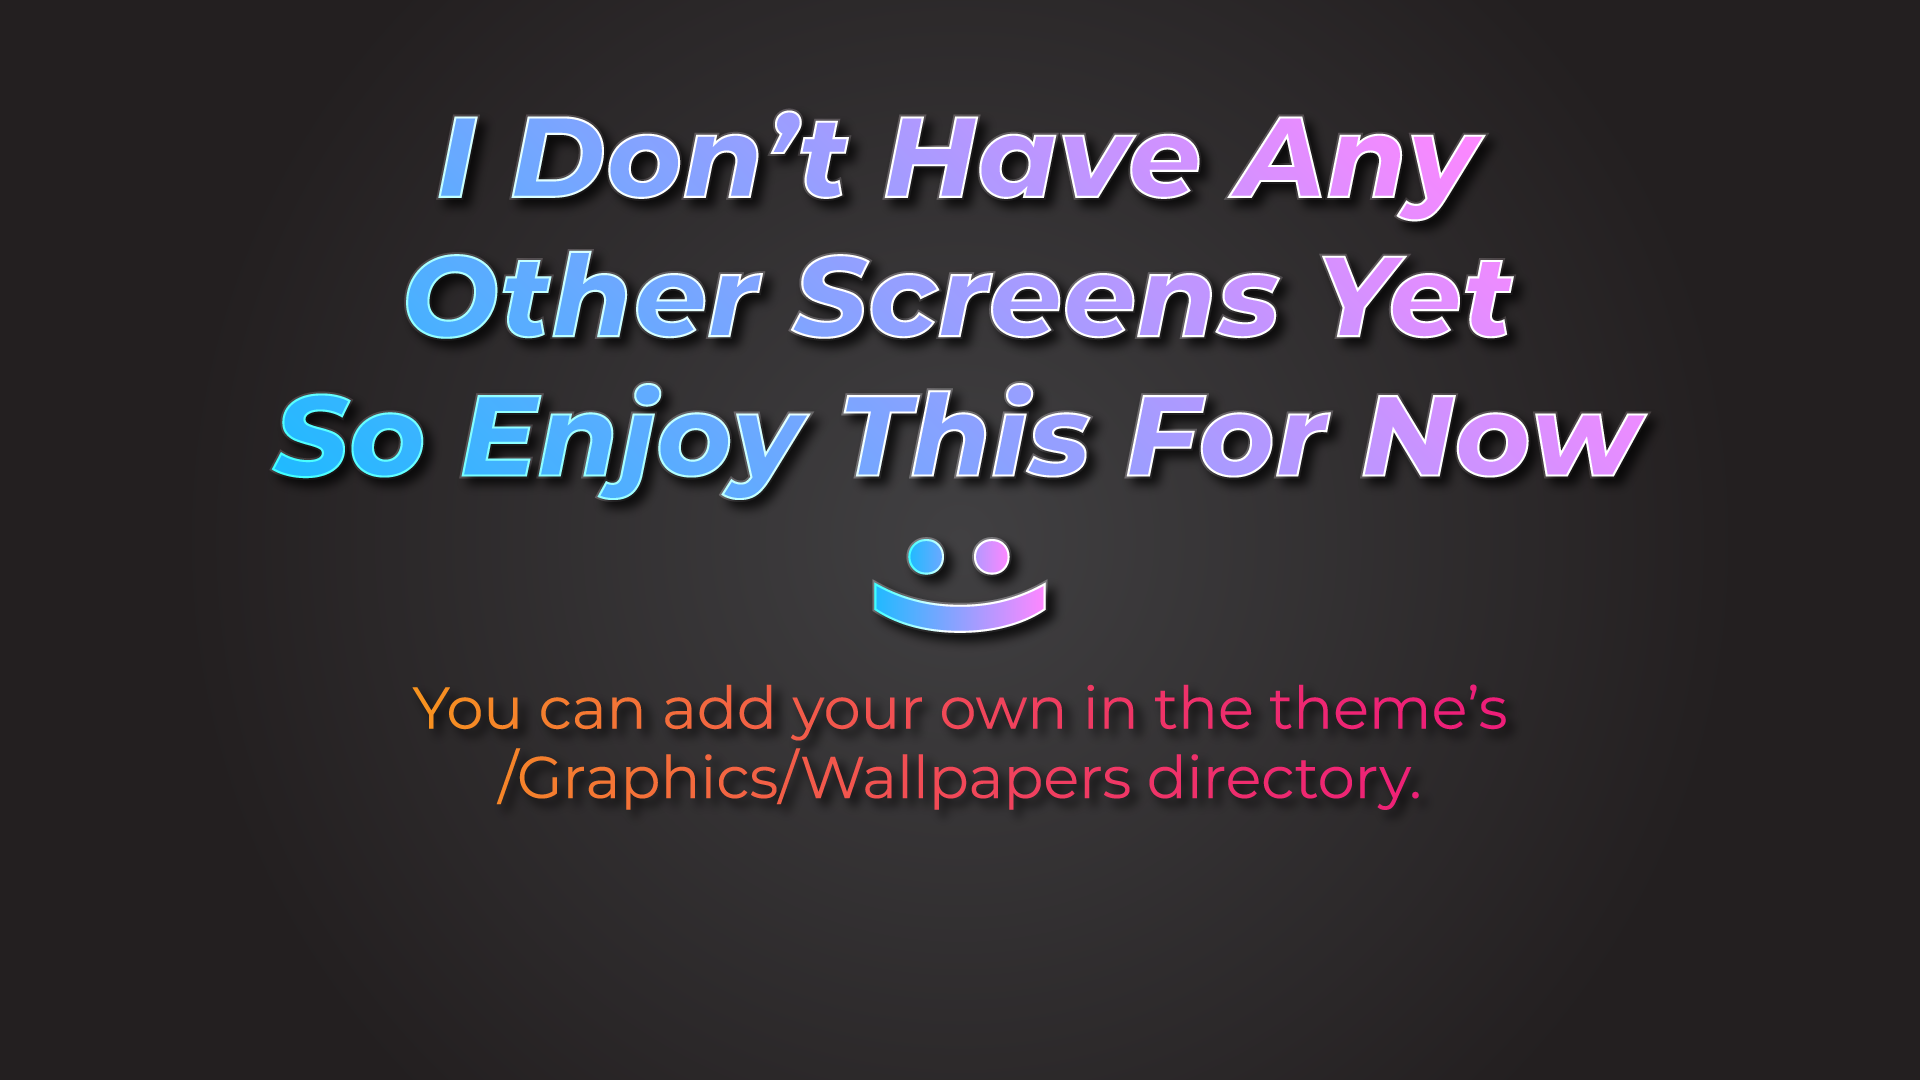 I Don’t Have Any
Other Screens Yet
So Enjoy This For Now
You can add your own in the theme’s
/Graphics/Wallpapers directory.